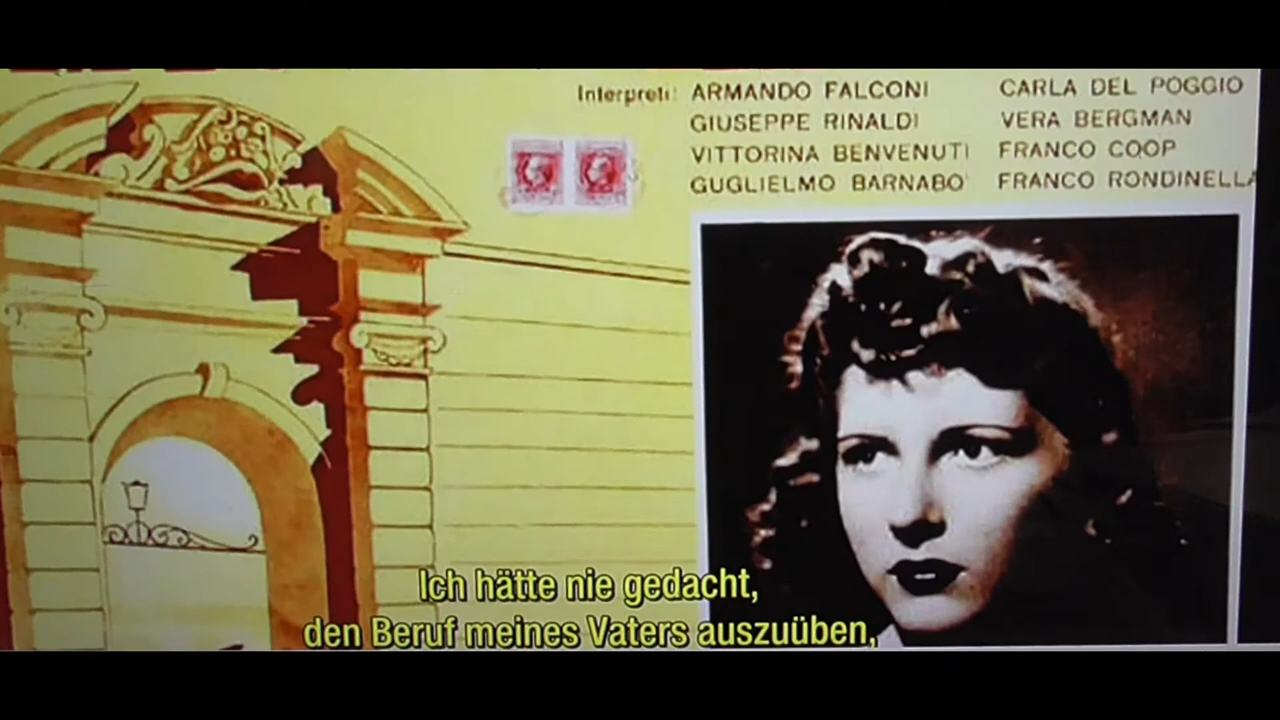 Interpreti: ARMANDO FALCONI CARLA DEL POGGIO
GIUSEPPE RINALDI VERA BERGMAN
VITTORINA BENVENUTI FRANCO COOP
GUGLIELMO BARNABO' FRANCO RONDINELLA
Ich hätte nie gedacht,
den Beruf meines Vaters auszuüben,